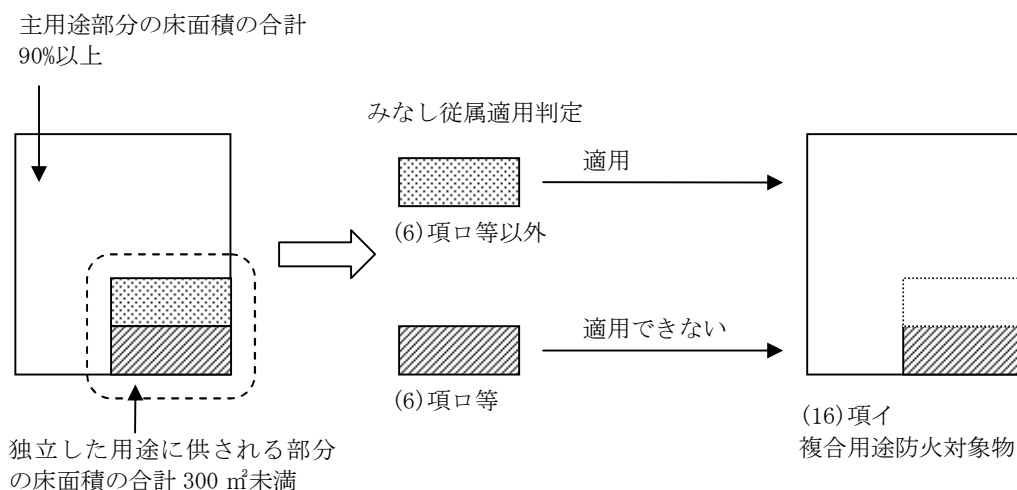 主用途部分の床面積の合計
90%以上
みなし従属適用判定
適用
(6)項ロ等以外
適用できない
(6)項ロ等
(16)項イ
複合用途防火対象物
独立した用途に供される部分
の床面積の合計 300 ㎡未満